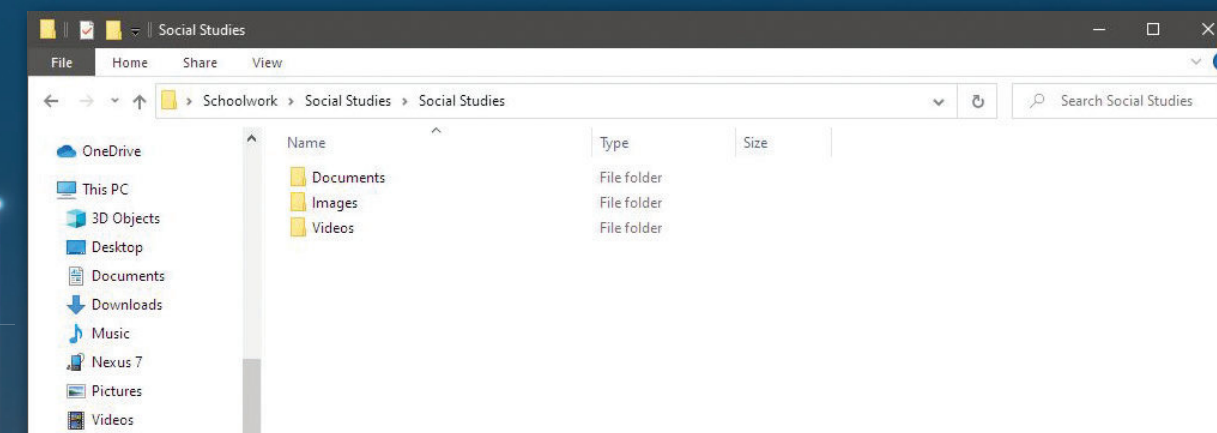 Social Studies
File Home Share View
Schoolwork > Social Studies > Social Studies
Search Social Studies
OneDrive
This PC
3D Objects
Desktop
Documents
Downloads
Music
Nexus 7
Pictures
Videos
Name Type Size
Documents File folder
Images File folder
Videos File folder